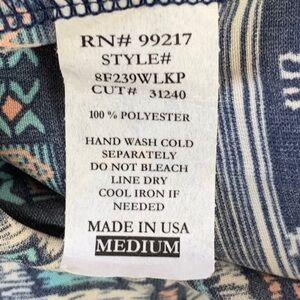 RN# 99217
STYLE#
8F239WLKP
CUT# 31240
100 % POLYESTER
HAND WASH COLD
SEPARATELY
DO NOT BLEACH
LINE DRY
COOL IRON IF
NEEDED
MADE IN USA
MEDIUM